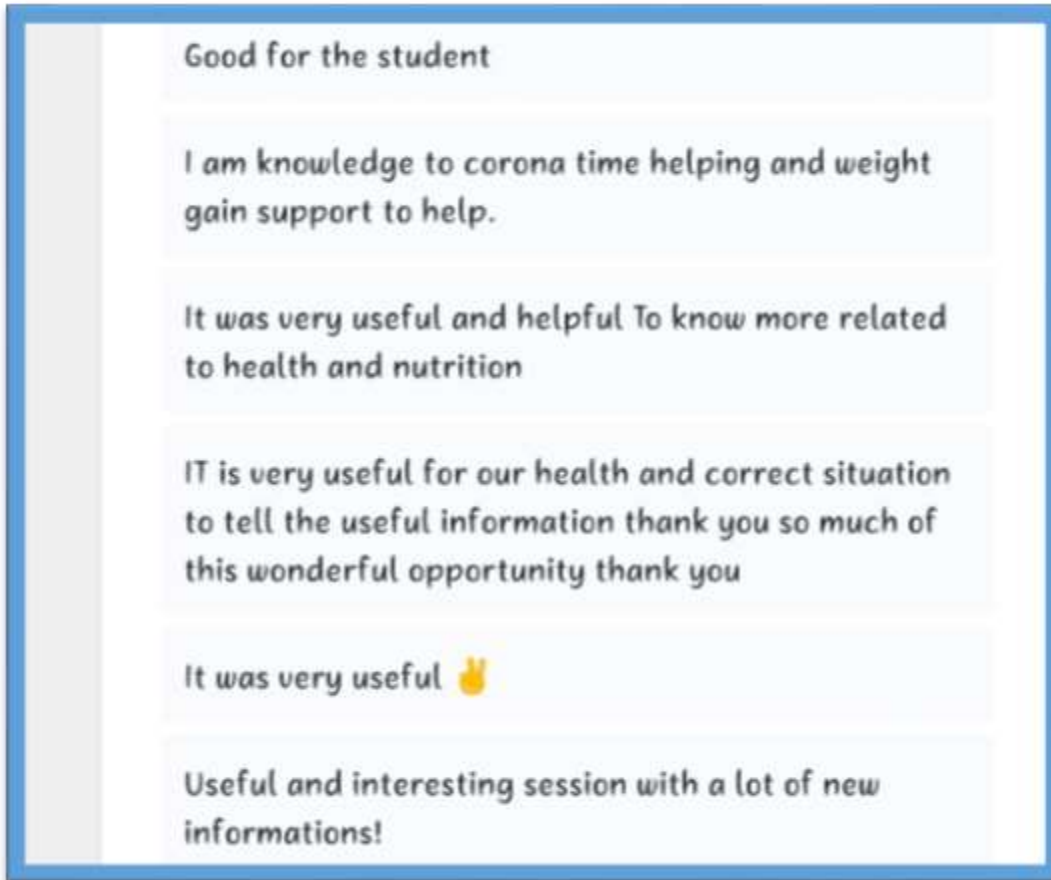 Good for the student
I am knowledge to corona time helping and weight
gain support to help.
It was very useful and helpful To know more related
to health and nutrition
IT is very useful for our health and correct situation
to tell the useful information thank you so much of
this wonderful opportunity thank you
It was very useful ✌️
Useful and interesting session with a lot of new
informations!